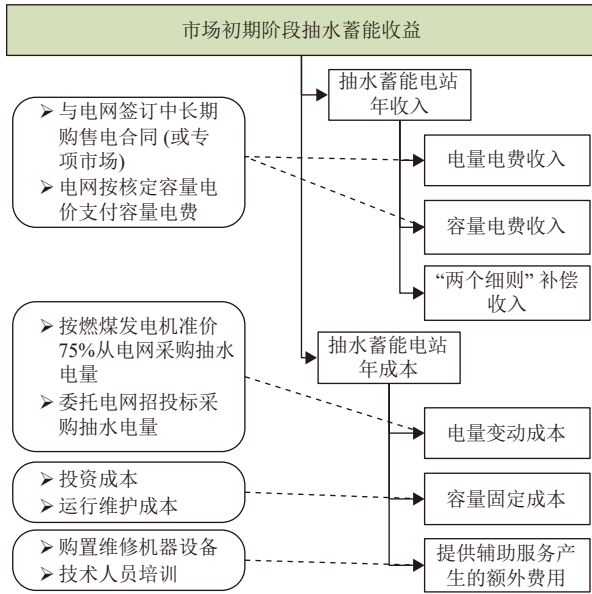 市场初期阶段抽水蓄能收益
抽水蓄能电站
年收入
➢ 与电网签订中长期
购售电合同 (或专
项市场)
➢ 电网按核定容量电
价支付容量电费
电量电费收入
容量电费收入
“两个细则” 补偿
收入
➢ 按燃煤发电机准价
75%从电网采购抽水
电量
➢ 委托电网招投标采
购抽水电量
抽水蓄能电站
年成本
电量变动成本
➢ 投资成本
➢ 运行维护成本
容量固定成本
➢ 购置维修机器设备
➢ 技术人员培训
提供辅助服务产
生的额外费用